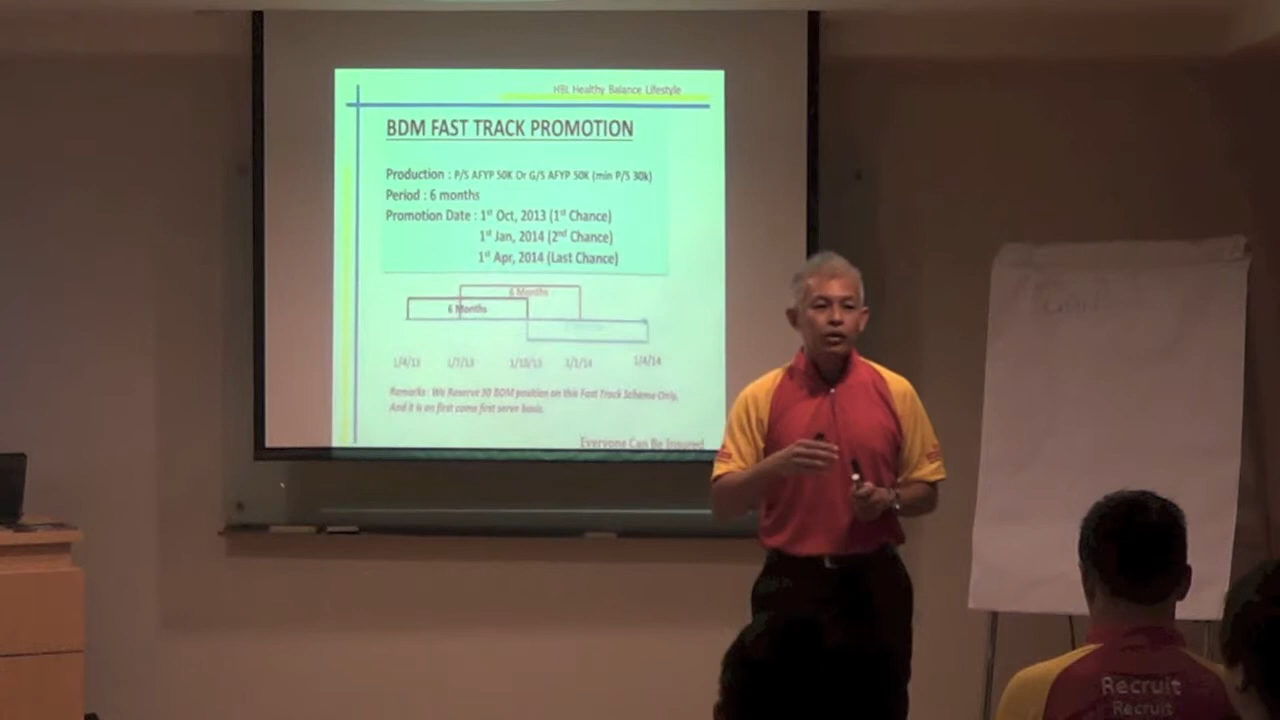 HBL Healthy Balance Lifestyle
BDM FAST TRACK PROMOTION
Production : P/S AFYP 50K Or G/S AFYP 50K (min P/S 30k)
Period : 6 months
Promotion Date : 1st Oct, 2013 (1st Chance)
1st Jan, 2014 (2nd Chance)
1st Apr, 2014 (Last Chance)
6 Months
6 Months
1/4/13 1/7/13 1/10/13 1/1/14 1/4/14
Remarks : We Reserve 30 BDM position on this Fast Track Scheme Only,
And it is on first come first server basis.
Everyone Can Be Insured
Recruit
Recruit